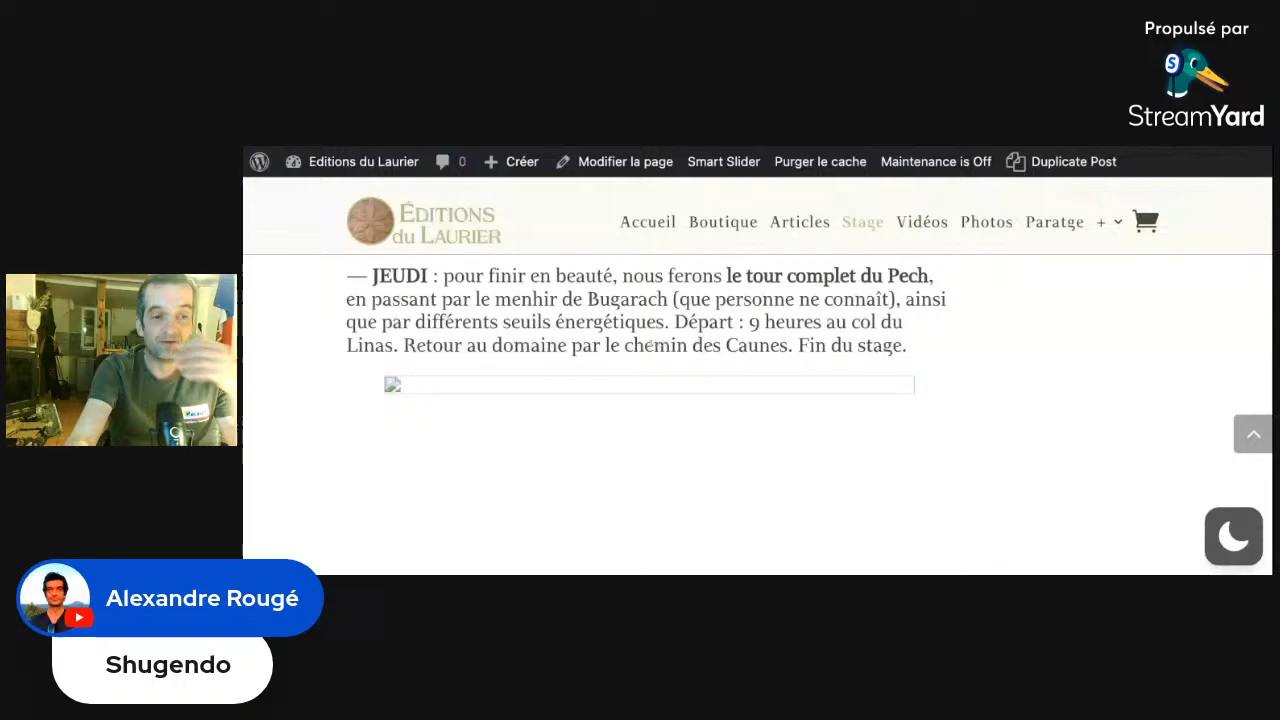 Propulsé par
StreamYard
Editions du Laurier 0 Créer Modifier la page Smart Slider Purger le cache Maintenance is Off Duplicate Post
ÉDITIONS
du LAURIER
Accueil Boutique Articles Stage Vidéos Photos Paratge +
— JEUDI : pour finir en beauté, nous ferons le tour complet du Pech,
en passant par le menhir de Bugarach (que personne ne connaît), ainsi
que par différents seuils énergétiques. Départ : 9 heures au col du
Linas. Retour au domaine par le chemin des Caunes. Fin du stage.
Alexandre Rougé
Shugendo